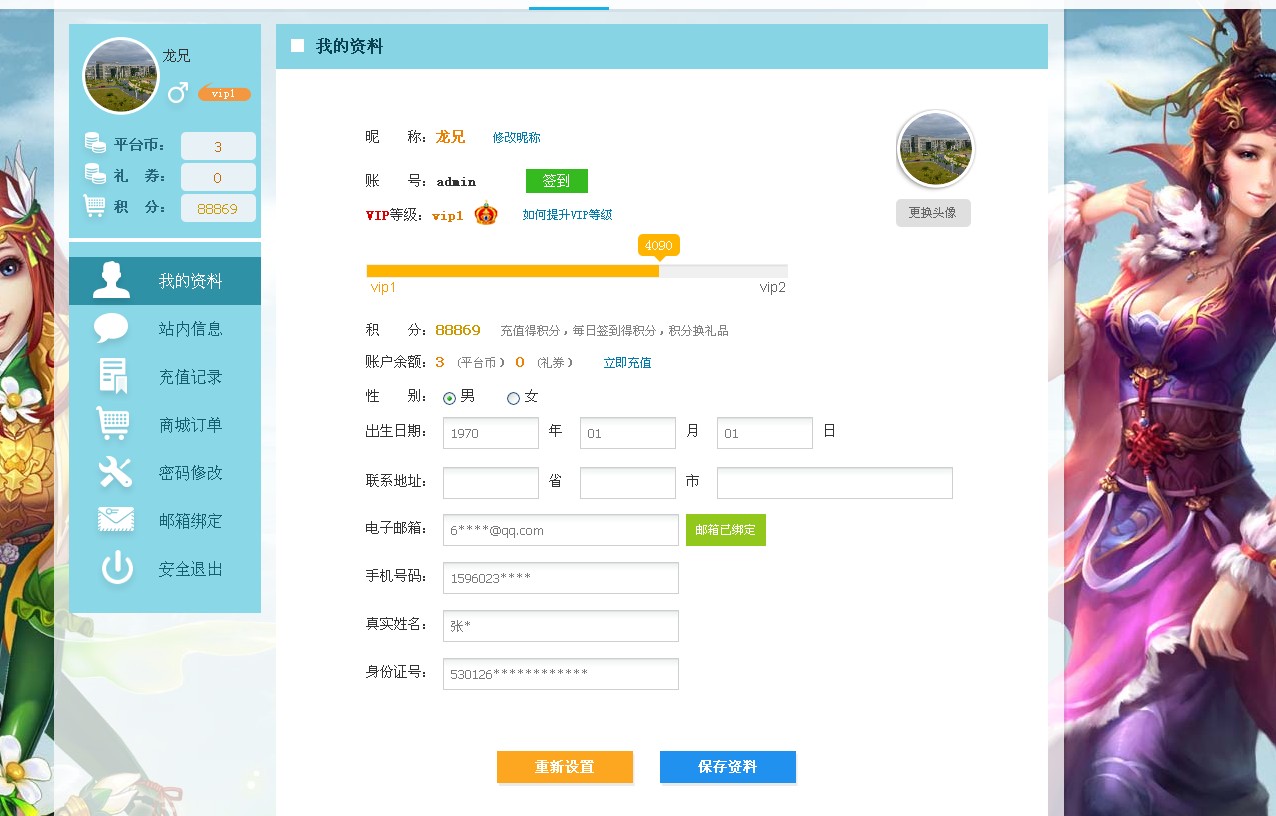 龙兄
vip1
平台币： 3
礼 券： 0
积 分： 88869
我的资料
站内信息
充值记录
商城订单
密码修改
邮箱绑定
安全退出
我的资料
昵 称：龙兄 修改昵称
账 号：admin 签到
VIP等级：vip1 如何提升VIP等级
更换头像
4090
vip1 vip2
积 分：88869 充值得积分，每日签到得积分，积分换礼品
账户余额：3 （平台币）0 （礼券） 立即充值
性 别： 男 女
出生日期： 1970 年 01 月 01 日
联系地址： 省 市
电子邮箱： 6****@qq.com 邮箱已绑定
手机号码： 1596023****
真实姓名： 张*
身份证号： 530126************
重新设置 保存资料